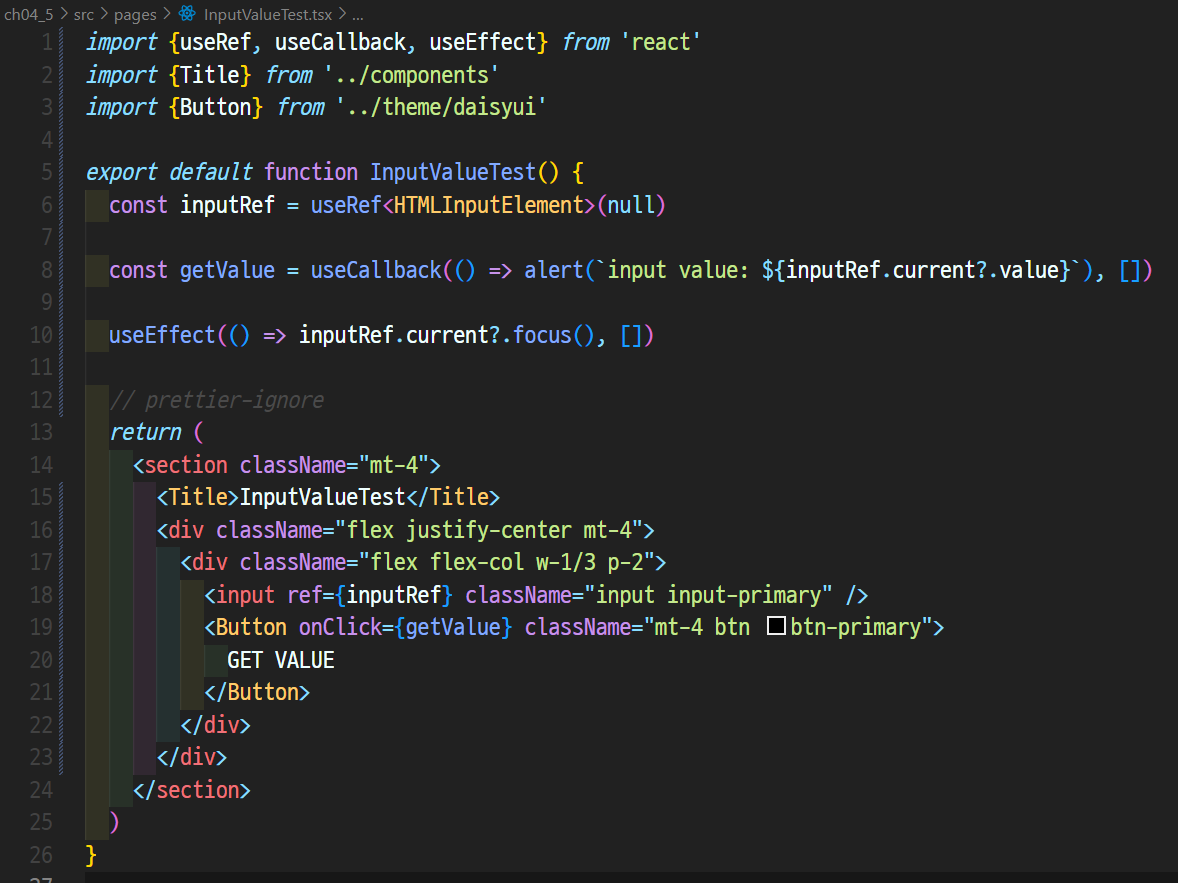 ch04_5 > src > pages > InputValueTest.tsx > ...
1 import {useRef, useCallback, useEffect} from 'react'
2 import {Title} from '../components'
3 import {Button} from '../theme/daisyui'
4
5 export default function InputValueTest() {
6   const inputRef = useRef<HTMLInputElement>(null)
7
8   const getValue = useCallback(() => alert(`input value: ${inputRef.current?.value}`), [])
9
10   useEffect(() => inputRef.current?.focus(), [])
11
12   // prettier-ignore
13   return (
14     <section className="mt-4">
15       <Title>InputValueTest</Title>
16       <div className="flex justify-center mt-4">
17         <div className="flex flex-col w-1/3 p-2">
18           <input ref={inputRef} className="input input-primary" />
19           <Button onClick={getValue} className="mt-4 btn btn-primary">
20             GET VALUE
21           </Button>
22         </div>
23       </div>
24     </section>
25   )
26 }
27